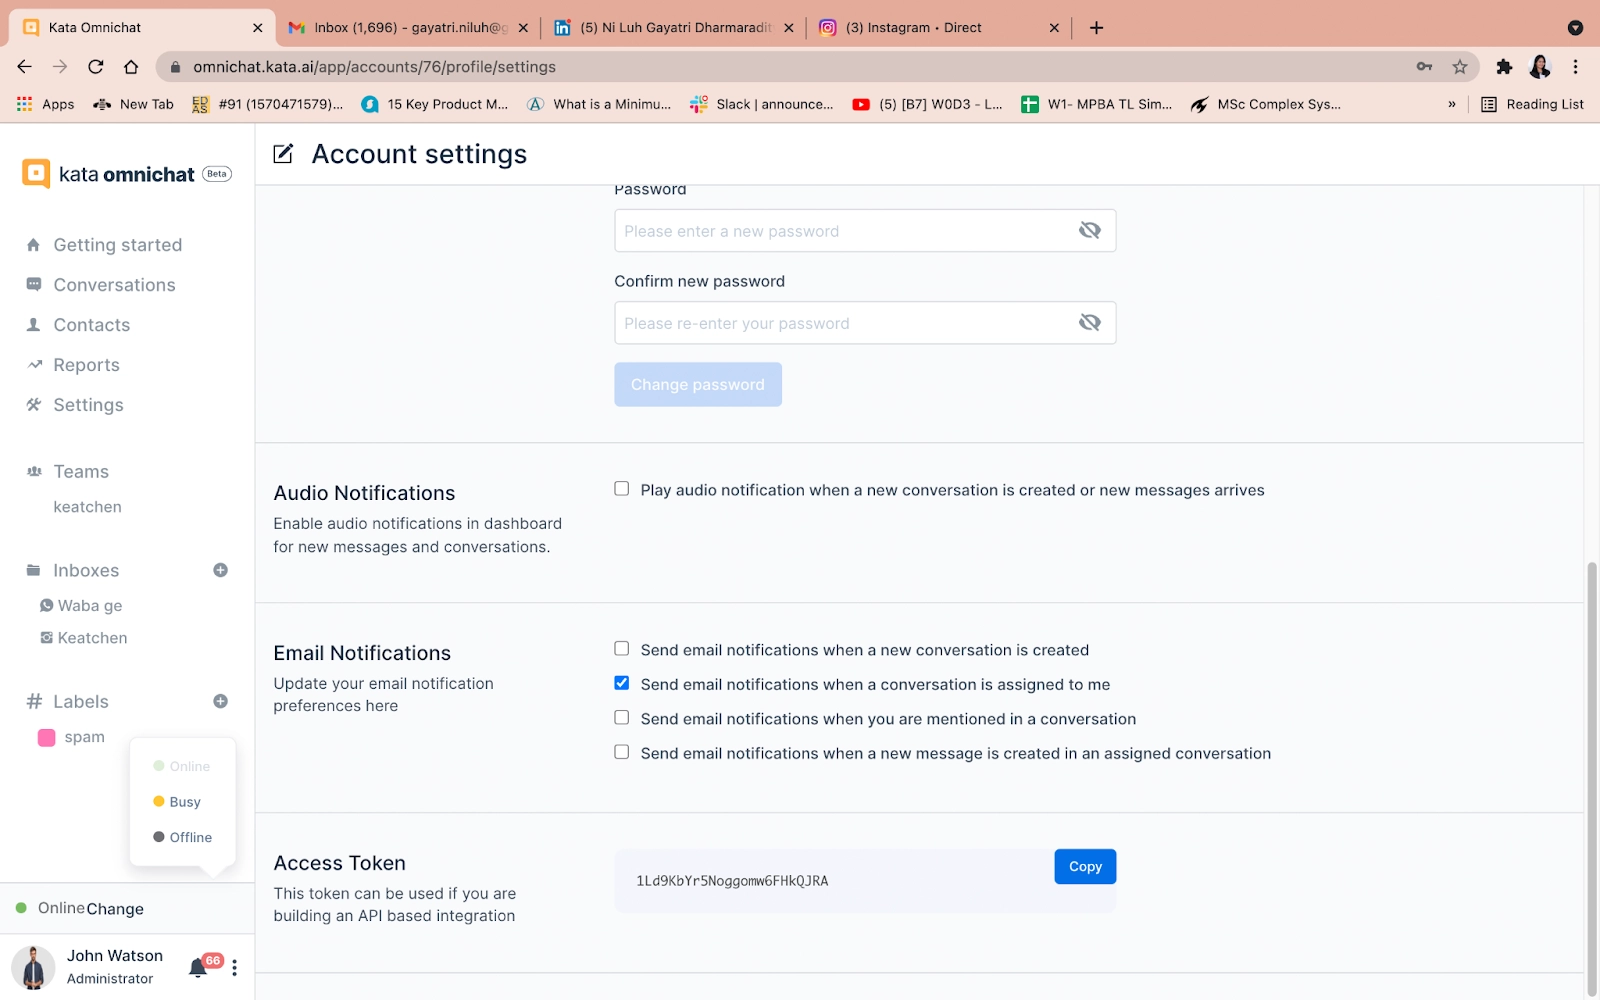 Kata Omnichat
Inbox (1,696) - gayatri.niluh@g
(5) Ni Luh Gayatri Dharmaradit
(3) Instagram • Direct
omnichat.kata.ai/app/accounts/76/profile/settings
Apps
New Tab
EDAS
#91 (1570471579)...
15 Key Product M...
What is a Minimu...
Slack | announce...
(5) [B7] W0D3 - L...
W1- MPBA TL Sim...
MSc Complex Sys...
»
Reading List
kata omnichat Beta
Account settings
Getting started
Conversations
Contacts
Reports
Settings
Teams
keatchen
Inboxes
Waba ge
Keatchen
# Labels
spam
Online
Busy
Offline
Online Change
John Watson
Administrator
66
Password
Please enter a new password
Confirm new password
Please re-enter your password
Change password
Audio Notifications
Enable audio notifications in dashboard
for new messages and conversations.
Play audio notification when a new conversation is created or new messages arrives
Email Notifications
Update your email notification
preferences here
Send email notifications when a new conversation is created
Send email notifications when a conversation is assigned to me
Send email notifications when you are mentioned in a conversation
Send email notifications when a new message is created in an assigned conversation
Access Token
This token can be used if you are
building an API based integration
1Ld9KbYr5Noggomw6FHkQJRA
Copy